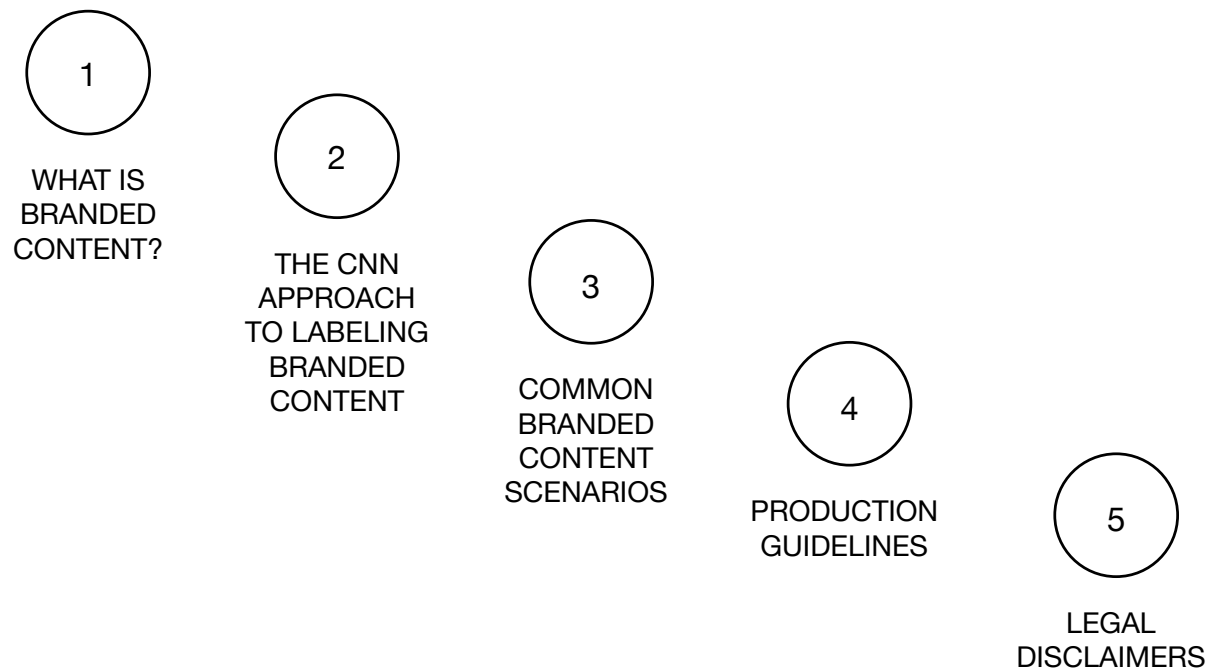 1
WHAT IS
BRANDED
CONTENT?
2
THE CNN
APPROACH
TO LABELING
BRANDED
CONTENT
3
COMMON
BRANDED
CONTENT
SCENARIOS
4
PRODUCTION
GUIDELINES
5
LEGAL
DISCLAIMERS